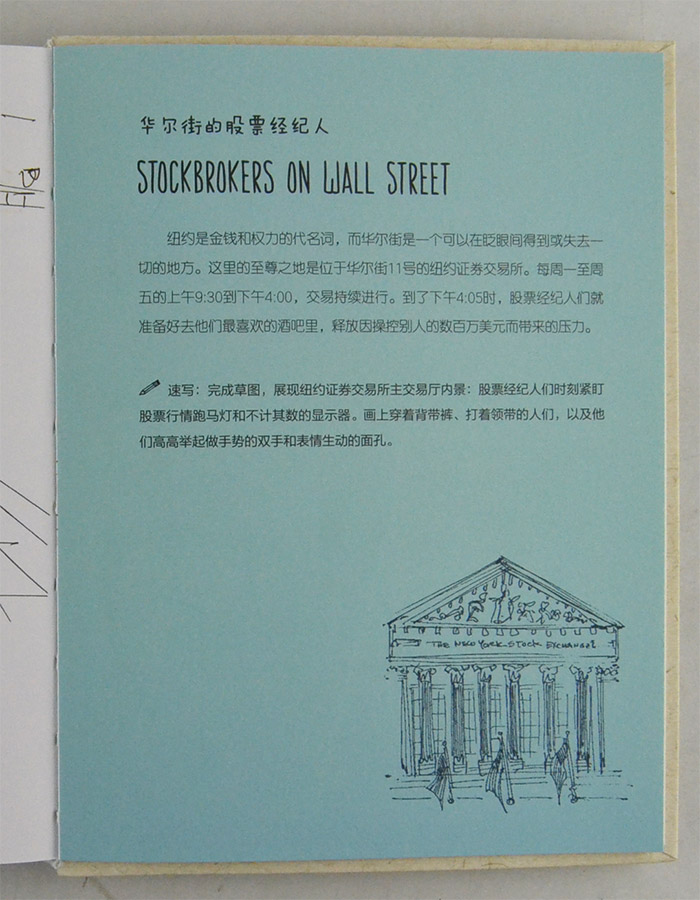 华尔街的股票经纪人
STOCKBROKERS ON WALL STREET
纽约是金钱和权力的代名词，而华尔街是一个可以在眨眼间得到或失去一
切的地方。这里的至尊之地是位于华尔街11号的纽约证券交易所。每周一至周
五的上午9:30到下午4:00，交易持续进行。到了下午4:05时，股票经纪人们就
准备好去他们最喜欢的酒吧里，释放因操控别人的数百万美元而带来的压力。
速写：完成草图，展现纽约证券交易所主交易厅内景：股票经纪人们时刻紧盯
股票行情跑马灯和不计其数的显示器。画上穿着背带裤、打着领带的人们，以及他
们高高举起做手势的双手和表情生动的面孔。
THE NEW YORK STOCK EXCHANGE